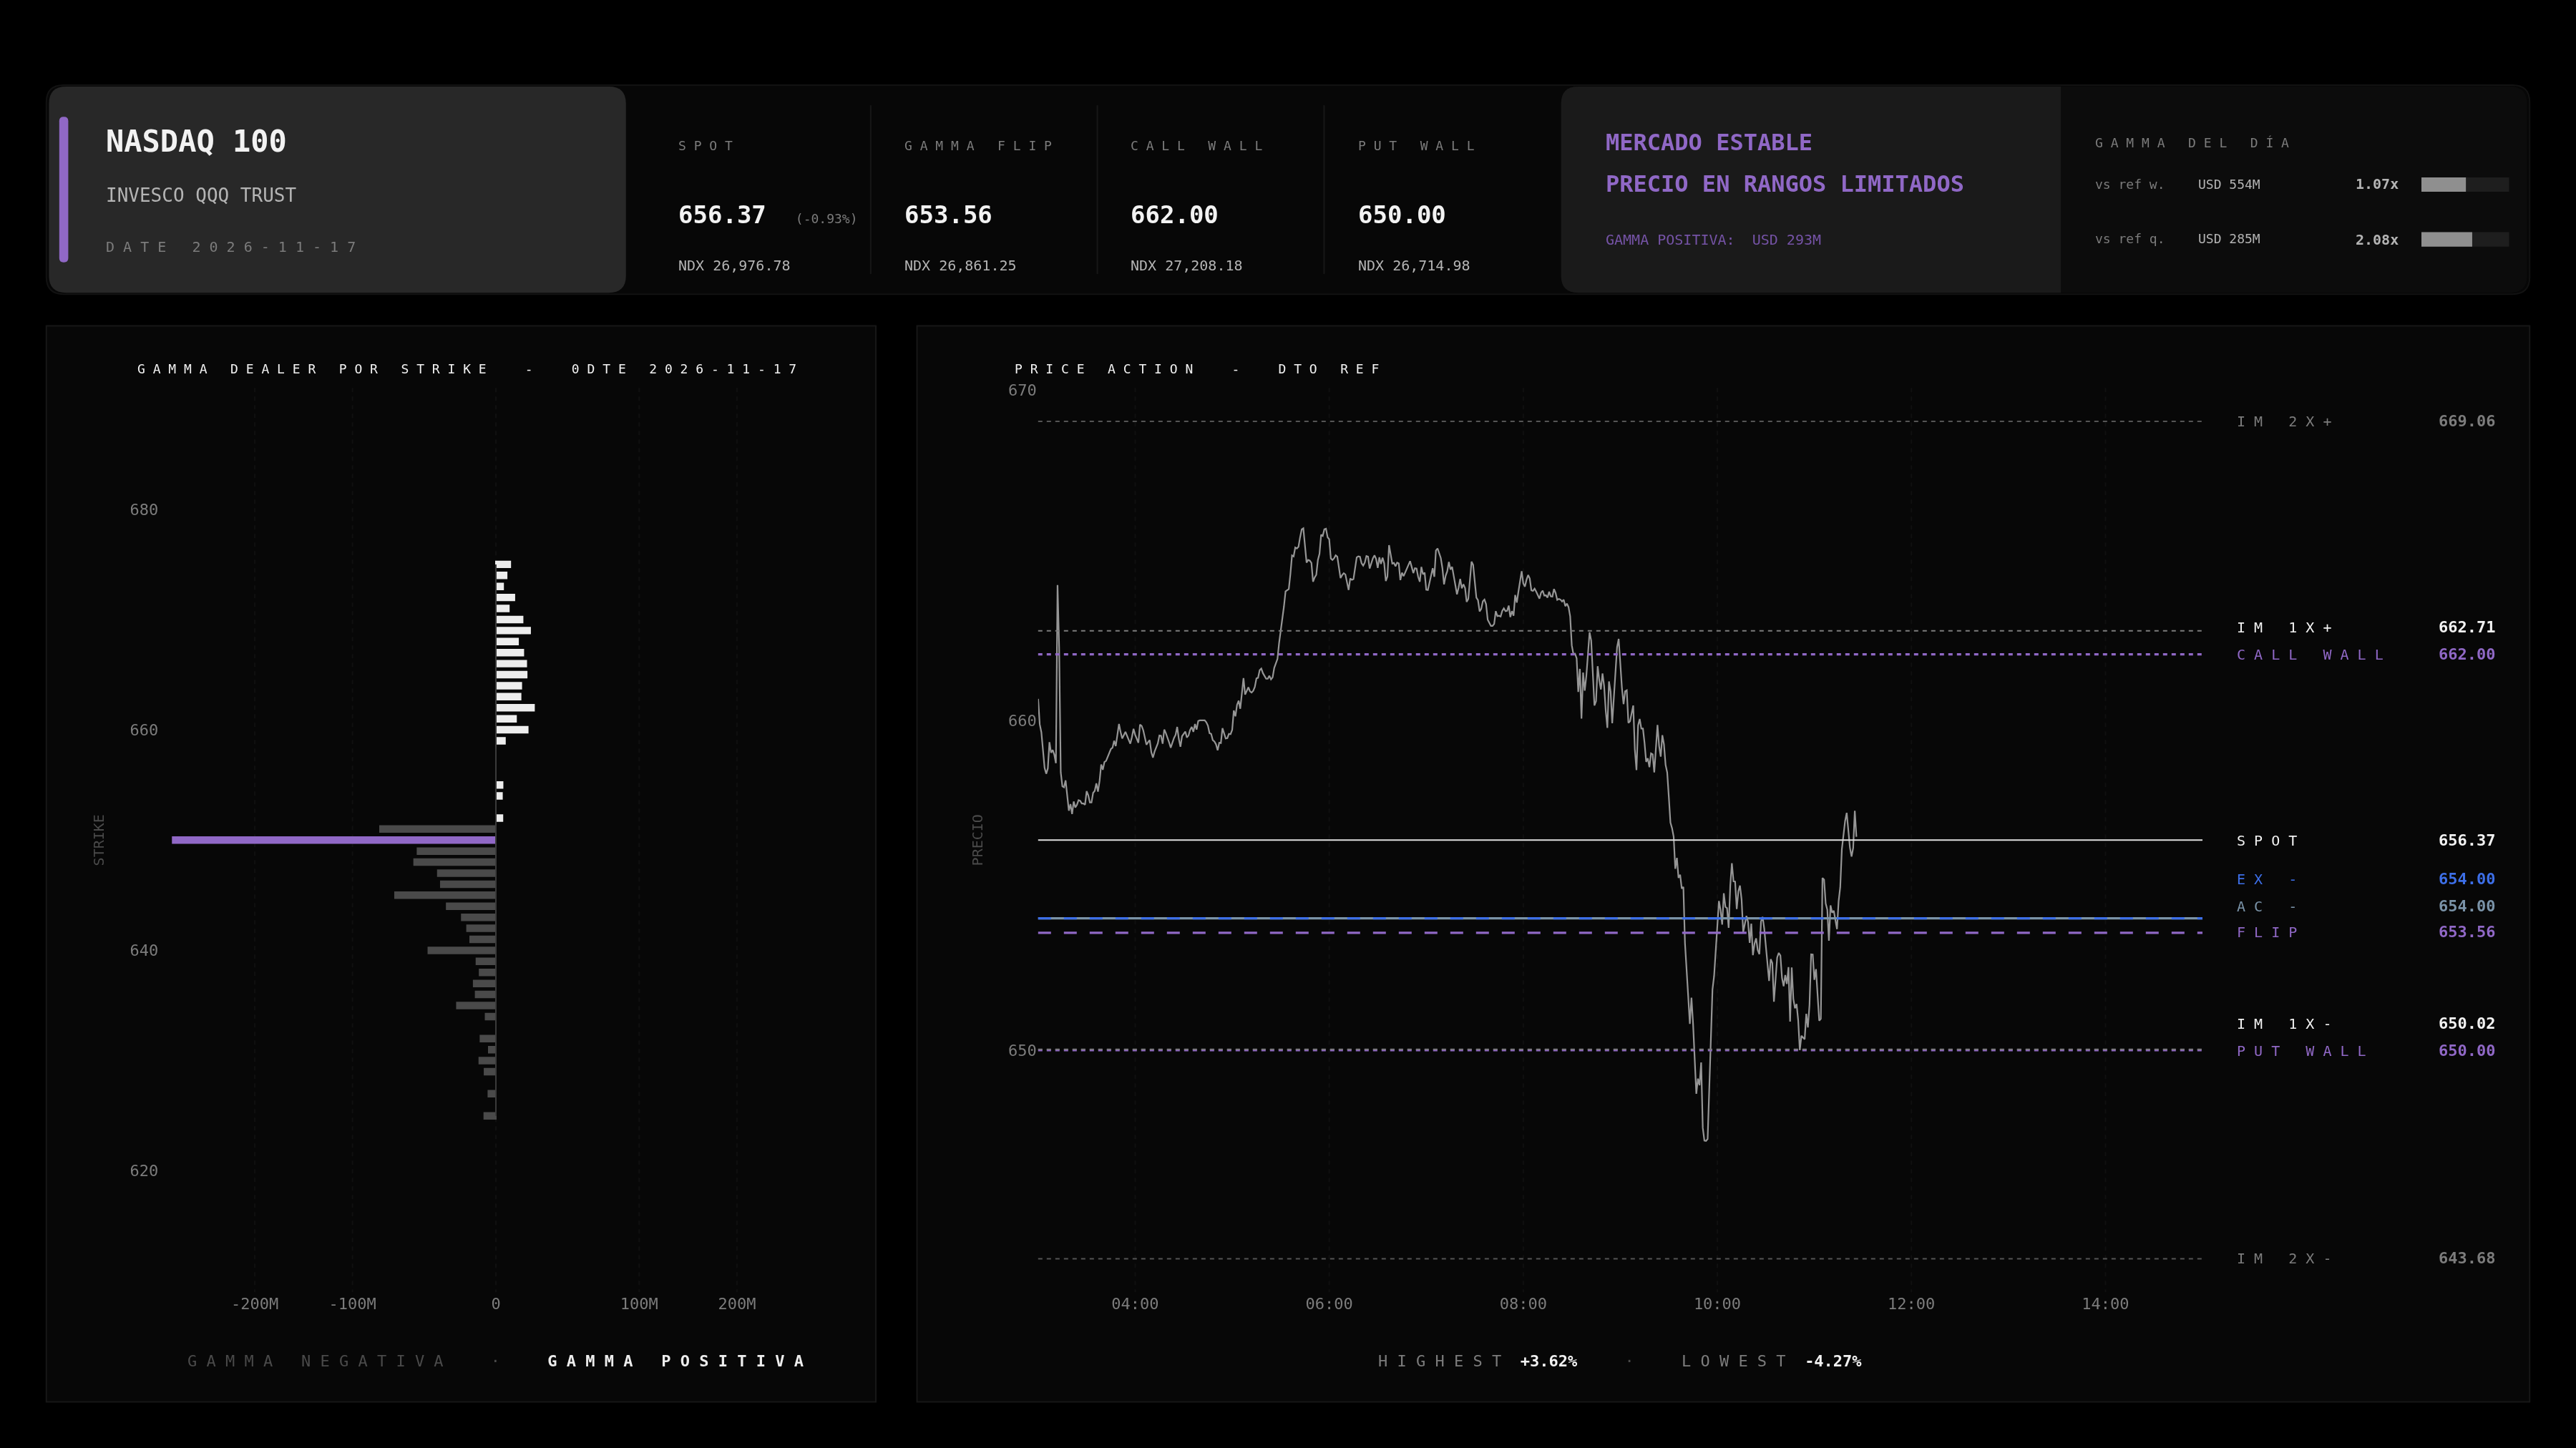 NASDAQ 100
INVESCO QQQ TRUST
DATE 2026-11-17
SPOT
656.37 (-0.93%)
NDX 26,976.78
GAMMA FLIP
653.56
NDX 26,861.25
CALL WALL
662.00
NDX 27,208.18
PUT WALL
650.00
NDX 26,714.98
MERCADO ESTABLE
PRECIO EN RANGOS LIMITADOS
GAMMA POSITIVA: USD 293M
GAMMA DEL DÍA
vs ref w. USD 554M 1.07x
vs ref q. USD 285M 2.08x
GAMMA DEALER POR STRIKE - 0DTE 2026-11-17
680
660
640
620
STRIKE
-200M -100M 0 100M 200M
GAMMA NEGATIVA · GAMMA POSITIVA
PRICE ACTION - DTO REF
670
660
650
PRECIO
IM 2X+ 669.06
IM 1X+ 662.71
CALL WALL 662.00
SPOT 656.37
EX - 654.00
AC - 654.00
FLIP 653.56
IM 1X- 650.02
PUT WALL 650.00
IM 2X- 643.68
04:00 06:00 08:00 10:00 12:00 14:00
HIGHEST +3.62% · LOWEST -4.27%